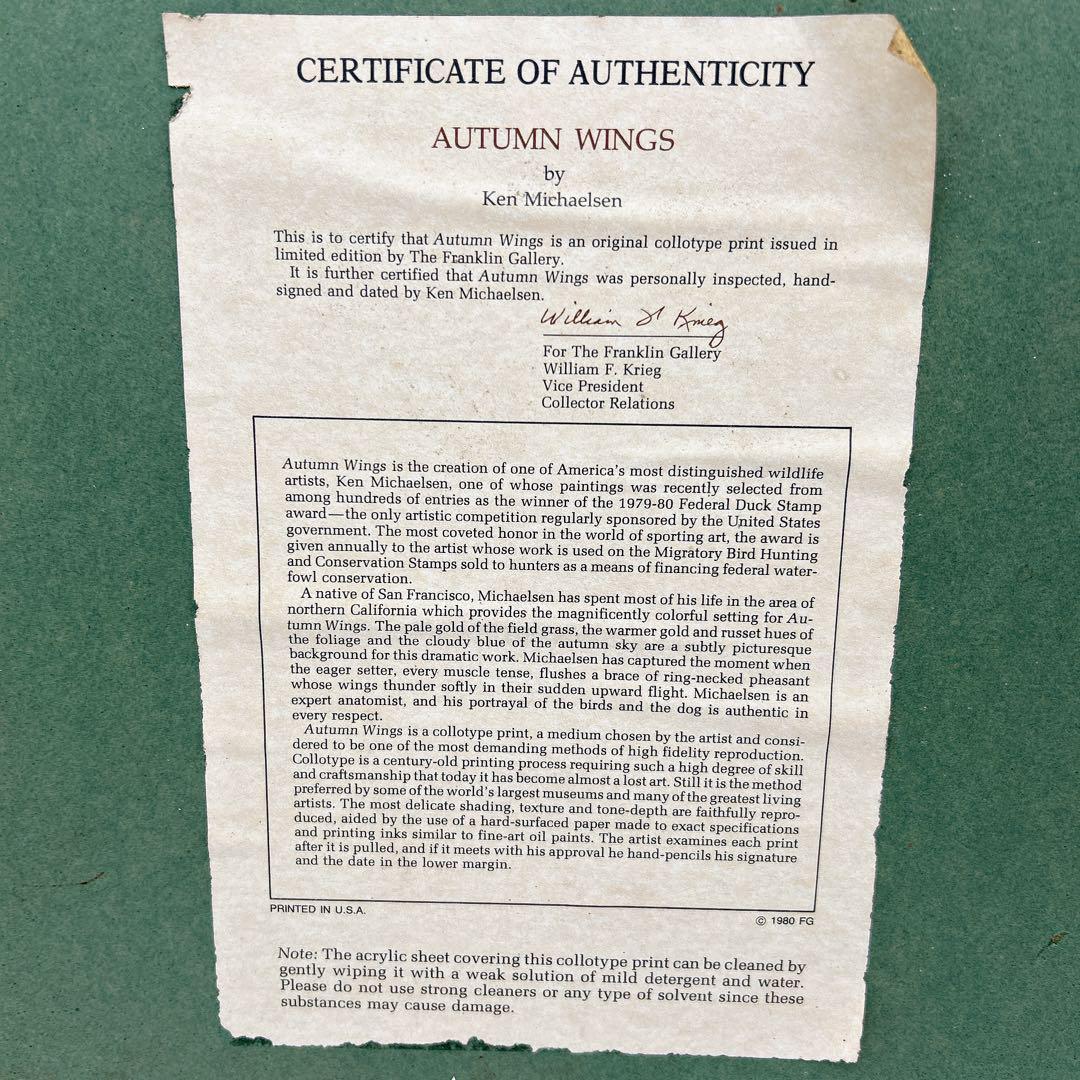 CERTIFICATE OF AUTHENTICITY
AUTUMN WINGS
by
Ken Michaelsen
This is to certify that Autumn Wings is an original collotype print issued in
limited edition by The Franklin Gallery.
It is further certified that Autumn Wings was personally inspected, hand-
signed and dated by Ken Michaelsen.
William F Krieg
For The Franklin Gallery
William F. Krieg
Vice President
Collector Relations
Autumn Wings is the creation of one of America's most distinguished wildlife
artists, Ken Michaelsen, one of whose paintings was recently selected from
among hundreds of entries as the winner of the 1979-80 Federal Duck Stamp
award—the only artistic competition regularly sponsored by the United States
government. The most coveted honor in the world of sporting art, the award is
given annually to the artist whose work is used on the Migratory Bird Hunting
and Conservation Stamps sold to hunters as a means of financing federal water-
fowl conservation.
A native of San Francisco, Michaelsen has spent most of his life in the area of
northern California which provides the magnificently colorful setting for Au-
tumn Wings. The pale gold of the field grass, the warmer gold and russet hues of
the foliage and the cloudy blue of the autumn sky are a subtly picturesque
background for this dramatic work. Michaelsen has captured the moment when
the eager setter, every muscle tense, flushes a brace of ring-necked pheasant
whose wings thunder softly in their sudden upward flight. Michaelsen is an
expert anatomist, and his portrayal of the birds and the dog is authentic in
every respect.
Autumn Wings is a collotype print, a medium chosen by the artist and consi-
dered to be one of the most demanding methods of high fidelity reproduction.
Collotype is a century-old printing process requiring such a high degree of skill
and craftsmanship that today it has become almost a lost art. Still it is the method
preferred by some of the world's largest museums and many of the greatest living
artists. The most delicate shading, texture and tone-depth are faithfully repro-
duced, aided by the use of a hard-surfaced paper made to exact specifications
and printing inks similar to fine-art oil paints. The artist examines each print
after it is pulled, and if it meets with his approval he hand-pencils his signature
and the date in the lower margin.
PRINTED IN U.S.A.
© 1980 FG
Note: The acrylic sheet covering this collotype print can be cleaned by
gently wiping it with a weak solution of mild detergent and water.
Please do not use strong cleaners or any type of solvent since these
substances may cause damage.